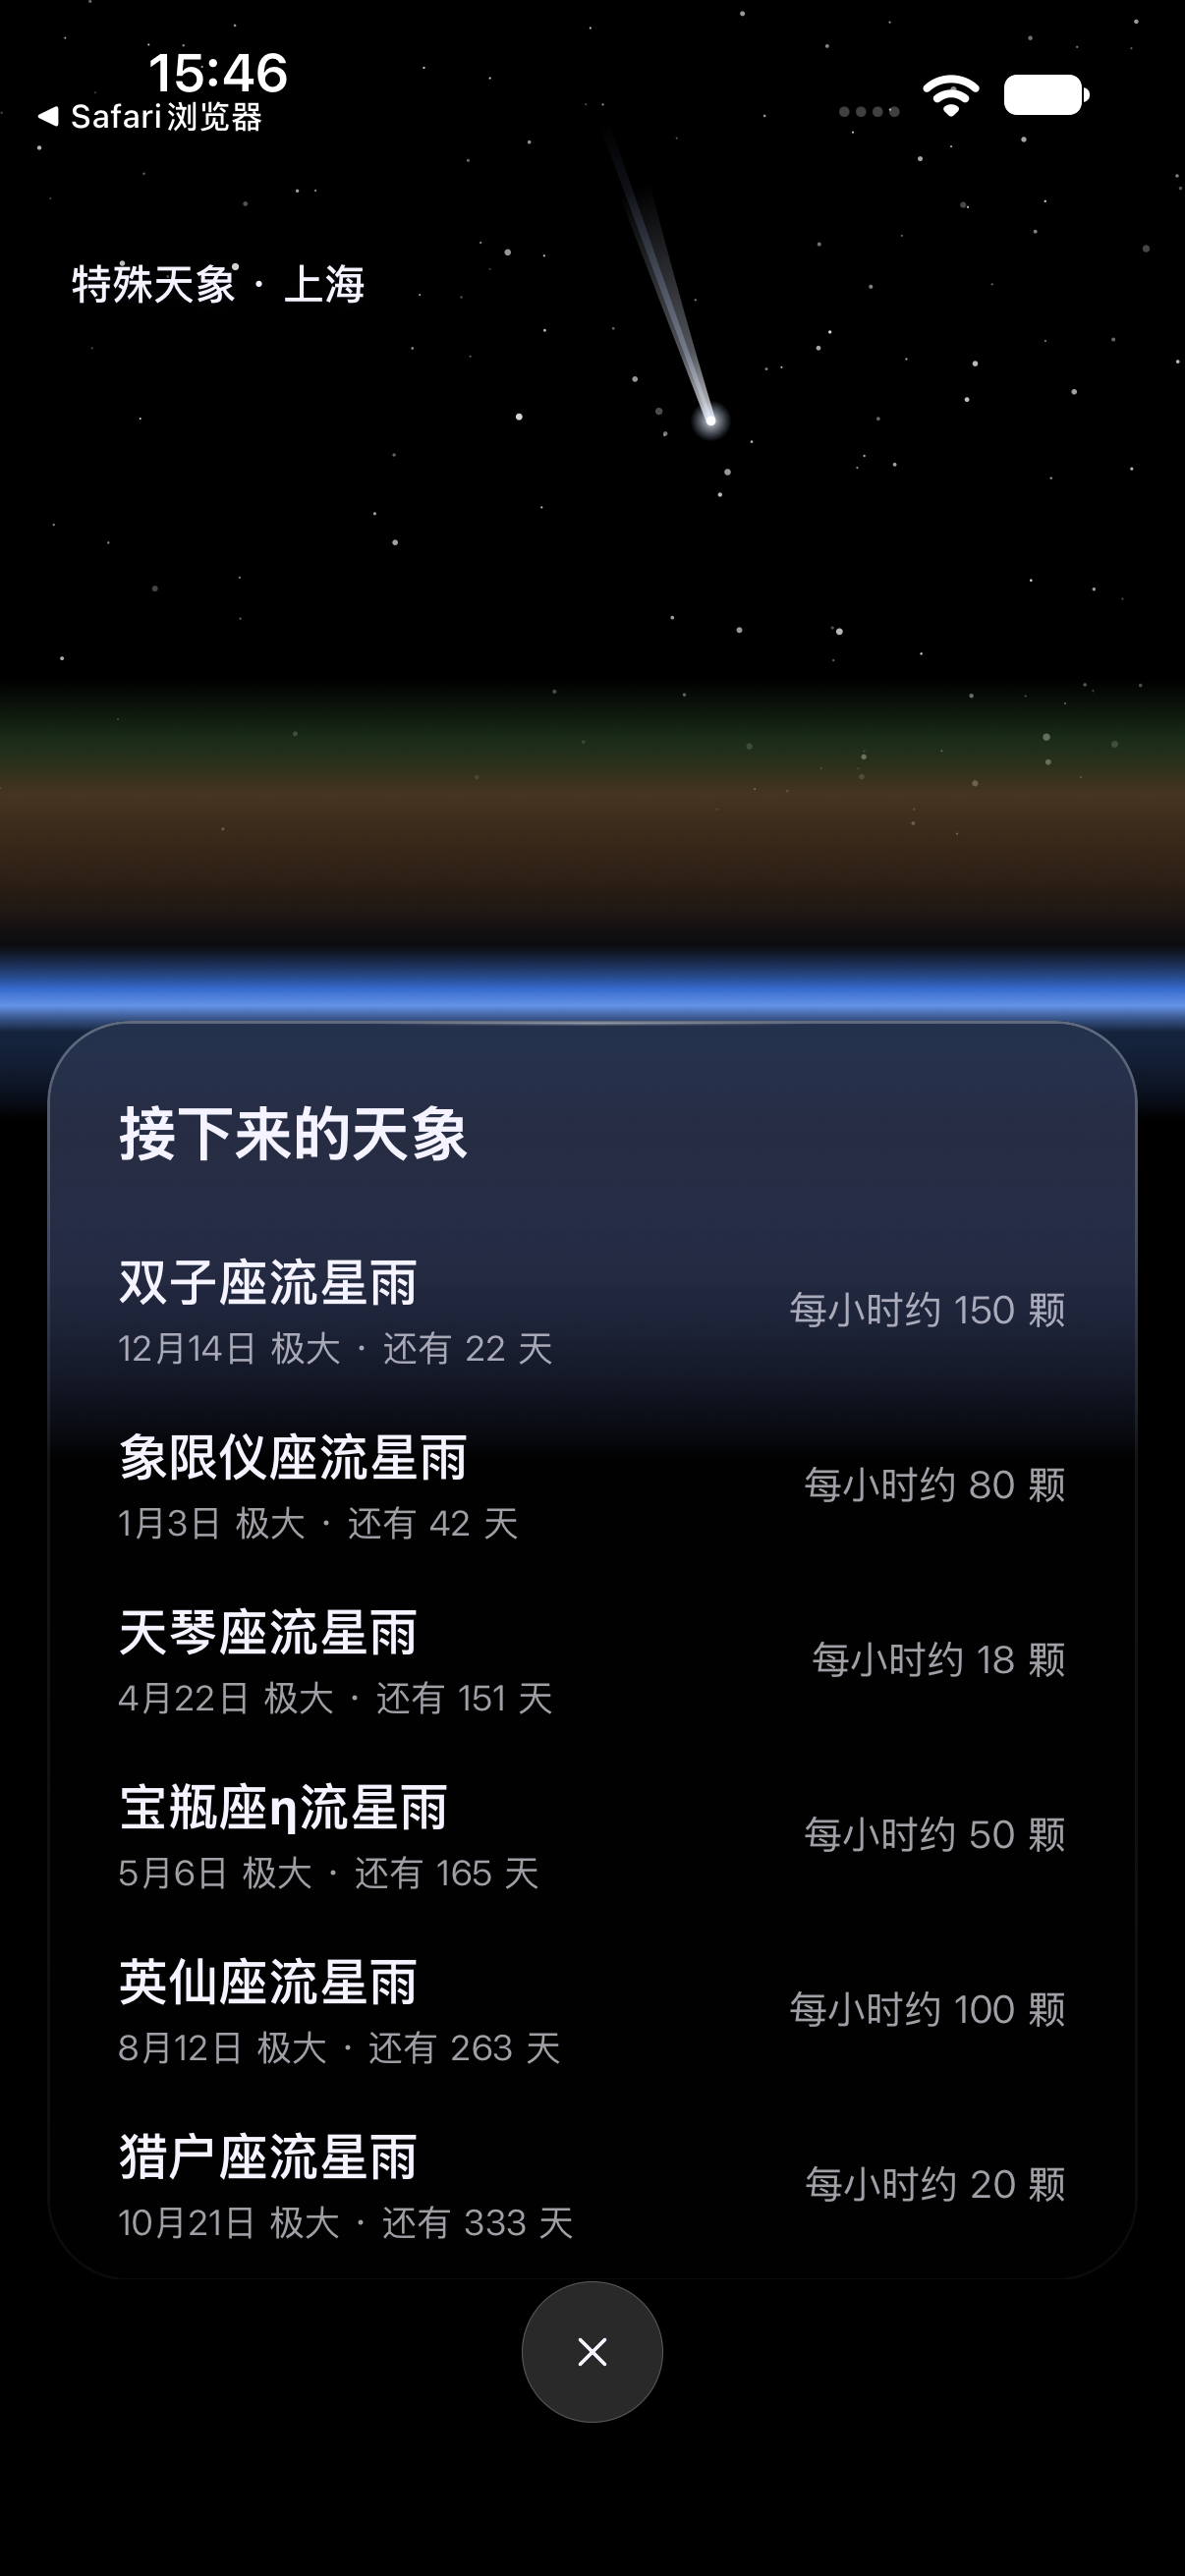 15:46
Safari 浏览器
特殊天象 · 上海
接下来的天象
双子座流星雨
每小时约 150 颗
12月14日 极大 · 还有 22 天
象限仪座流星雨
每小时约 80 颗
1月3日 极大 · 还有 42 天
天琴座流星雨
每小时约 18 颗
4月22日 极大 · 还有 151 天
宝瓶座η流星雨
每小时约 50 颗
5月6日 极大 · 还有 165 天
英仙座流星雨
每小时约 100 颗
8月12日 极大 · 还有 263 天
猎户座流星雨
每小时约 20 颗
10月21日 极大 · 还有 333 天